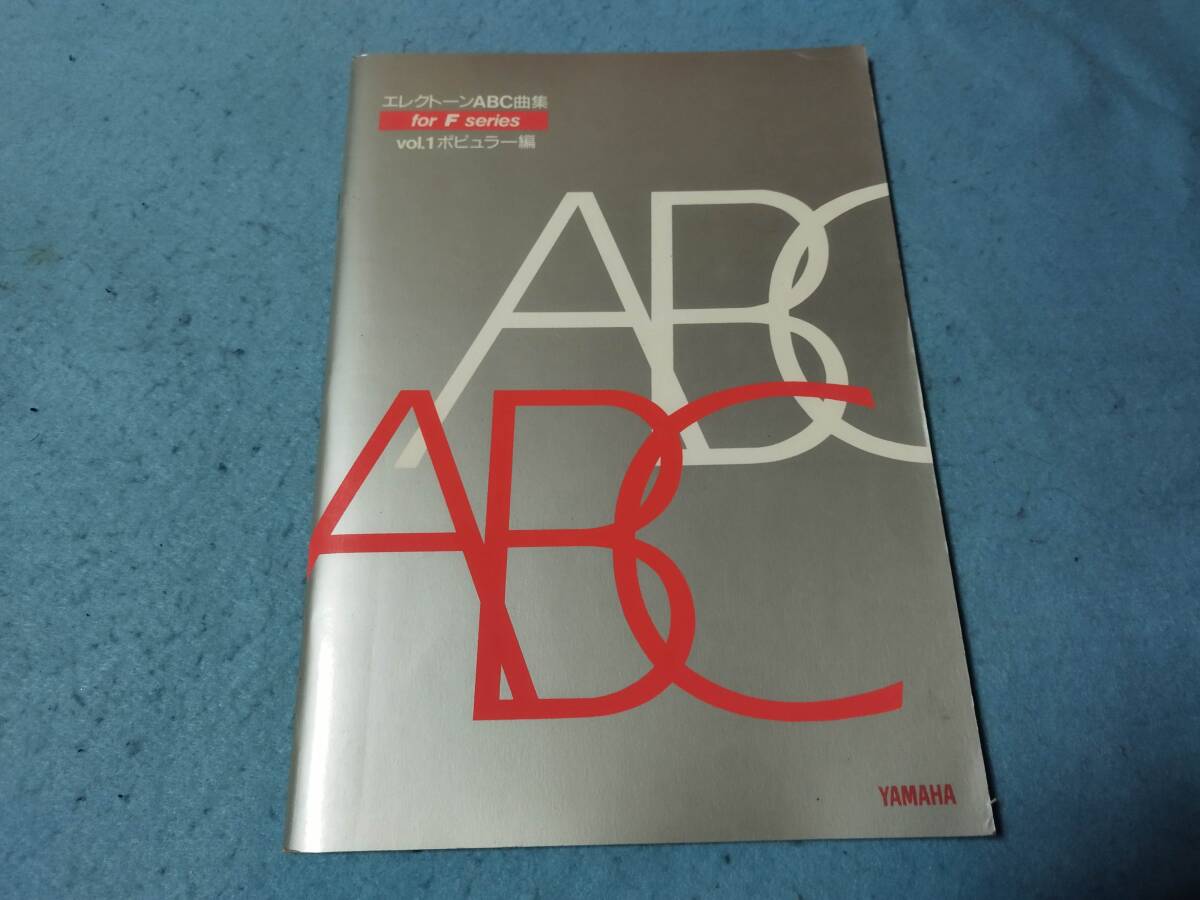 エレクトーンABC曲集
for F series
vol.1ポピュラー編
ABC
ABC
YAMAHA